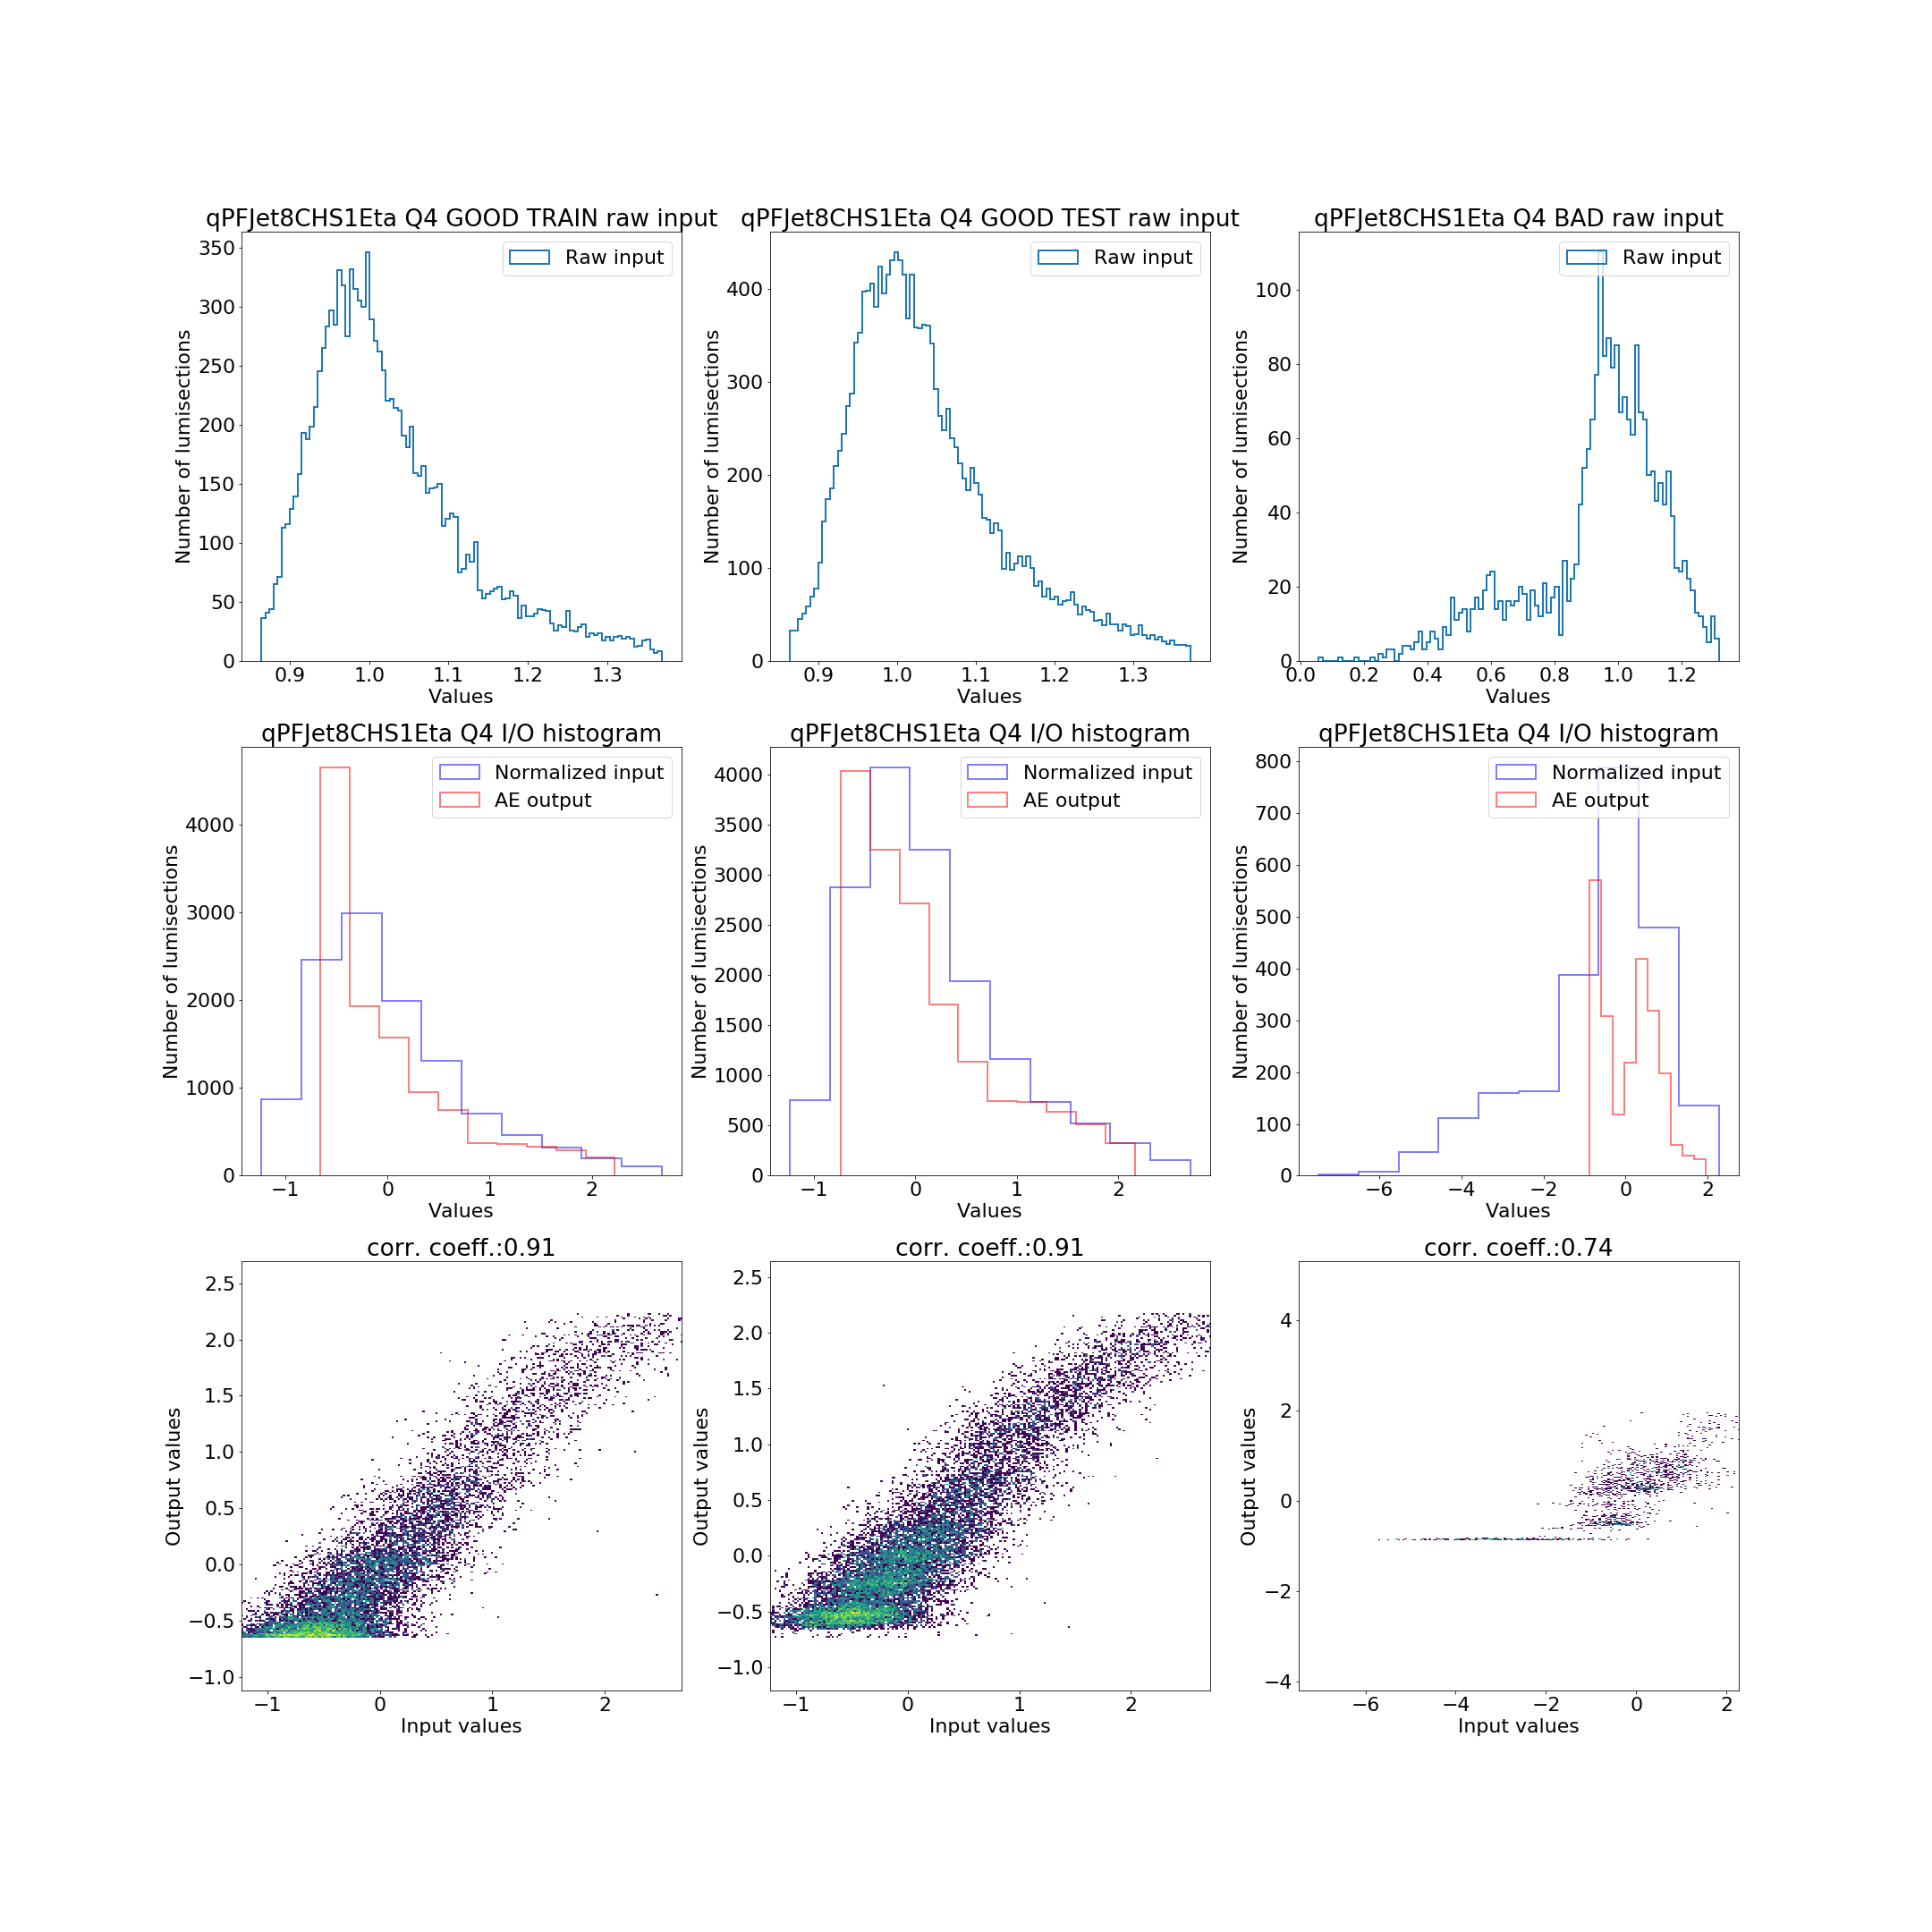 qPFJet8CHS1Eta Q4 GOOD TRAIN raw input
350
300
250
200
150
100
50
0
Number of lumisections
Raw input
0.9 1.0 1.1 1.2 1.3
Values
qPFJet8CHS1Eta Q4 GOOD TEST raw input
400
300
200
100
0
Number of lumisections
Raw input
0.9 1.0 1.1 1.2 1.3
Values
qPFJet8CHS1Eta Q4 BAD raw input
100
80
60
40
20
0
Number of lumisections
Raw input
0.0 0.2 0.4 0.6 0.8 1.0 1.2
Values
qPFJet8CHS1Eta Q4 I/O histogram
4000
3000
2000
1000
0
Number of lumisections
Normalized input
AE output
−1 0 1 2
Values
qPFJet8CHS1Eta Q4 I/O histogram
4000
3500
3000
2500
2000
1500
1000
500
0
Number of lumisections
Normalized input
AE output
−1 0 1 2
Values
qPFJet8CHS1Eta Q4 I/O histogram
800
700
600
500
400
300
200
100
0
Number of lumisections
Normalized input
AE output
−6 −4 −2 0 2
Values
corr. coeff.:0.91
2.5
2.0
1.5
1.0
0.5
0.0
−0.5
−1.0
Output values
−1 0 1 2
Input values
corr. coeff.:0.91
2.5
2.0
1.5
1.0
0.5
0.0
−0.5
−1.0
Output values
−1 0 1 2
Input values
corr. coeff.:0.74
4
2
0
−2
−4
Output values
−6 −4 −2 0 2
Input values